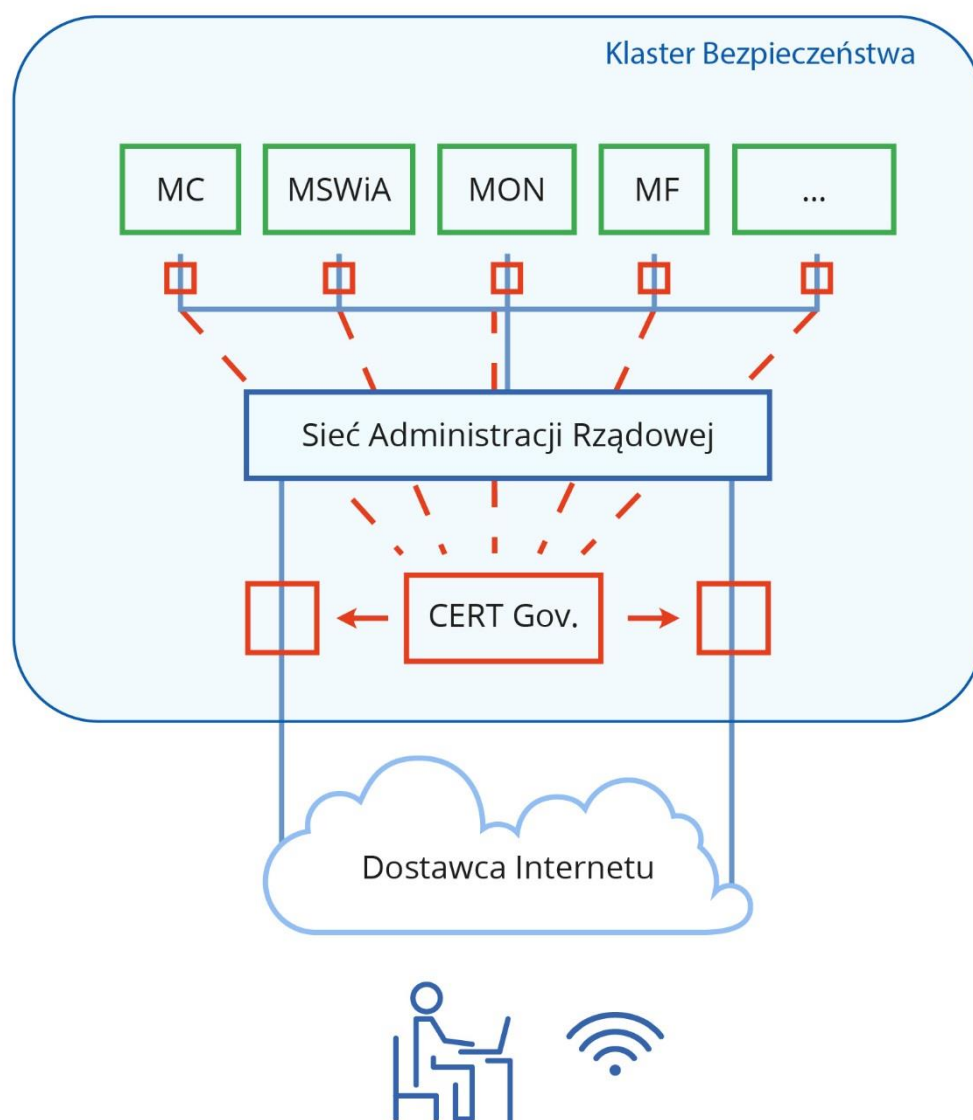 Klaster Bezpieczeństwa
MC
MSWiA
MON
MF
...
Sieć Administracji Rządowej
CERT Gov.
Dostawca Internetu